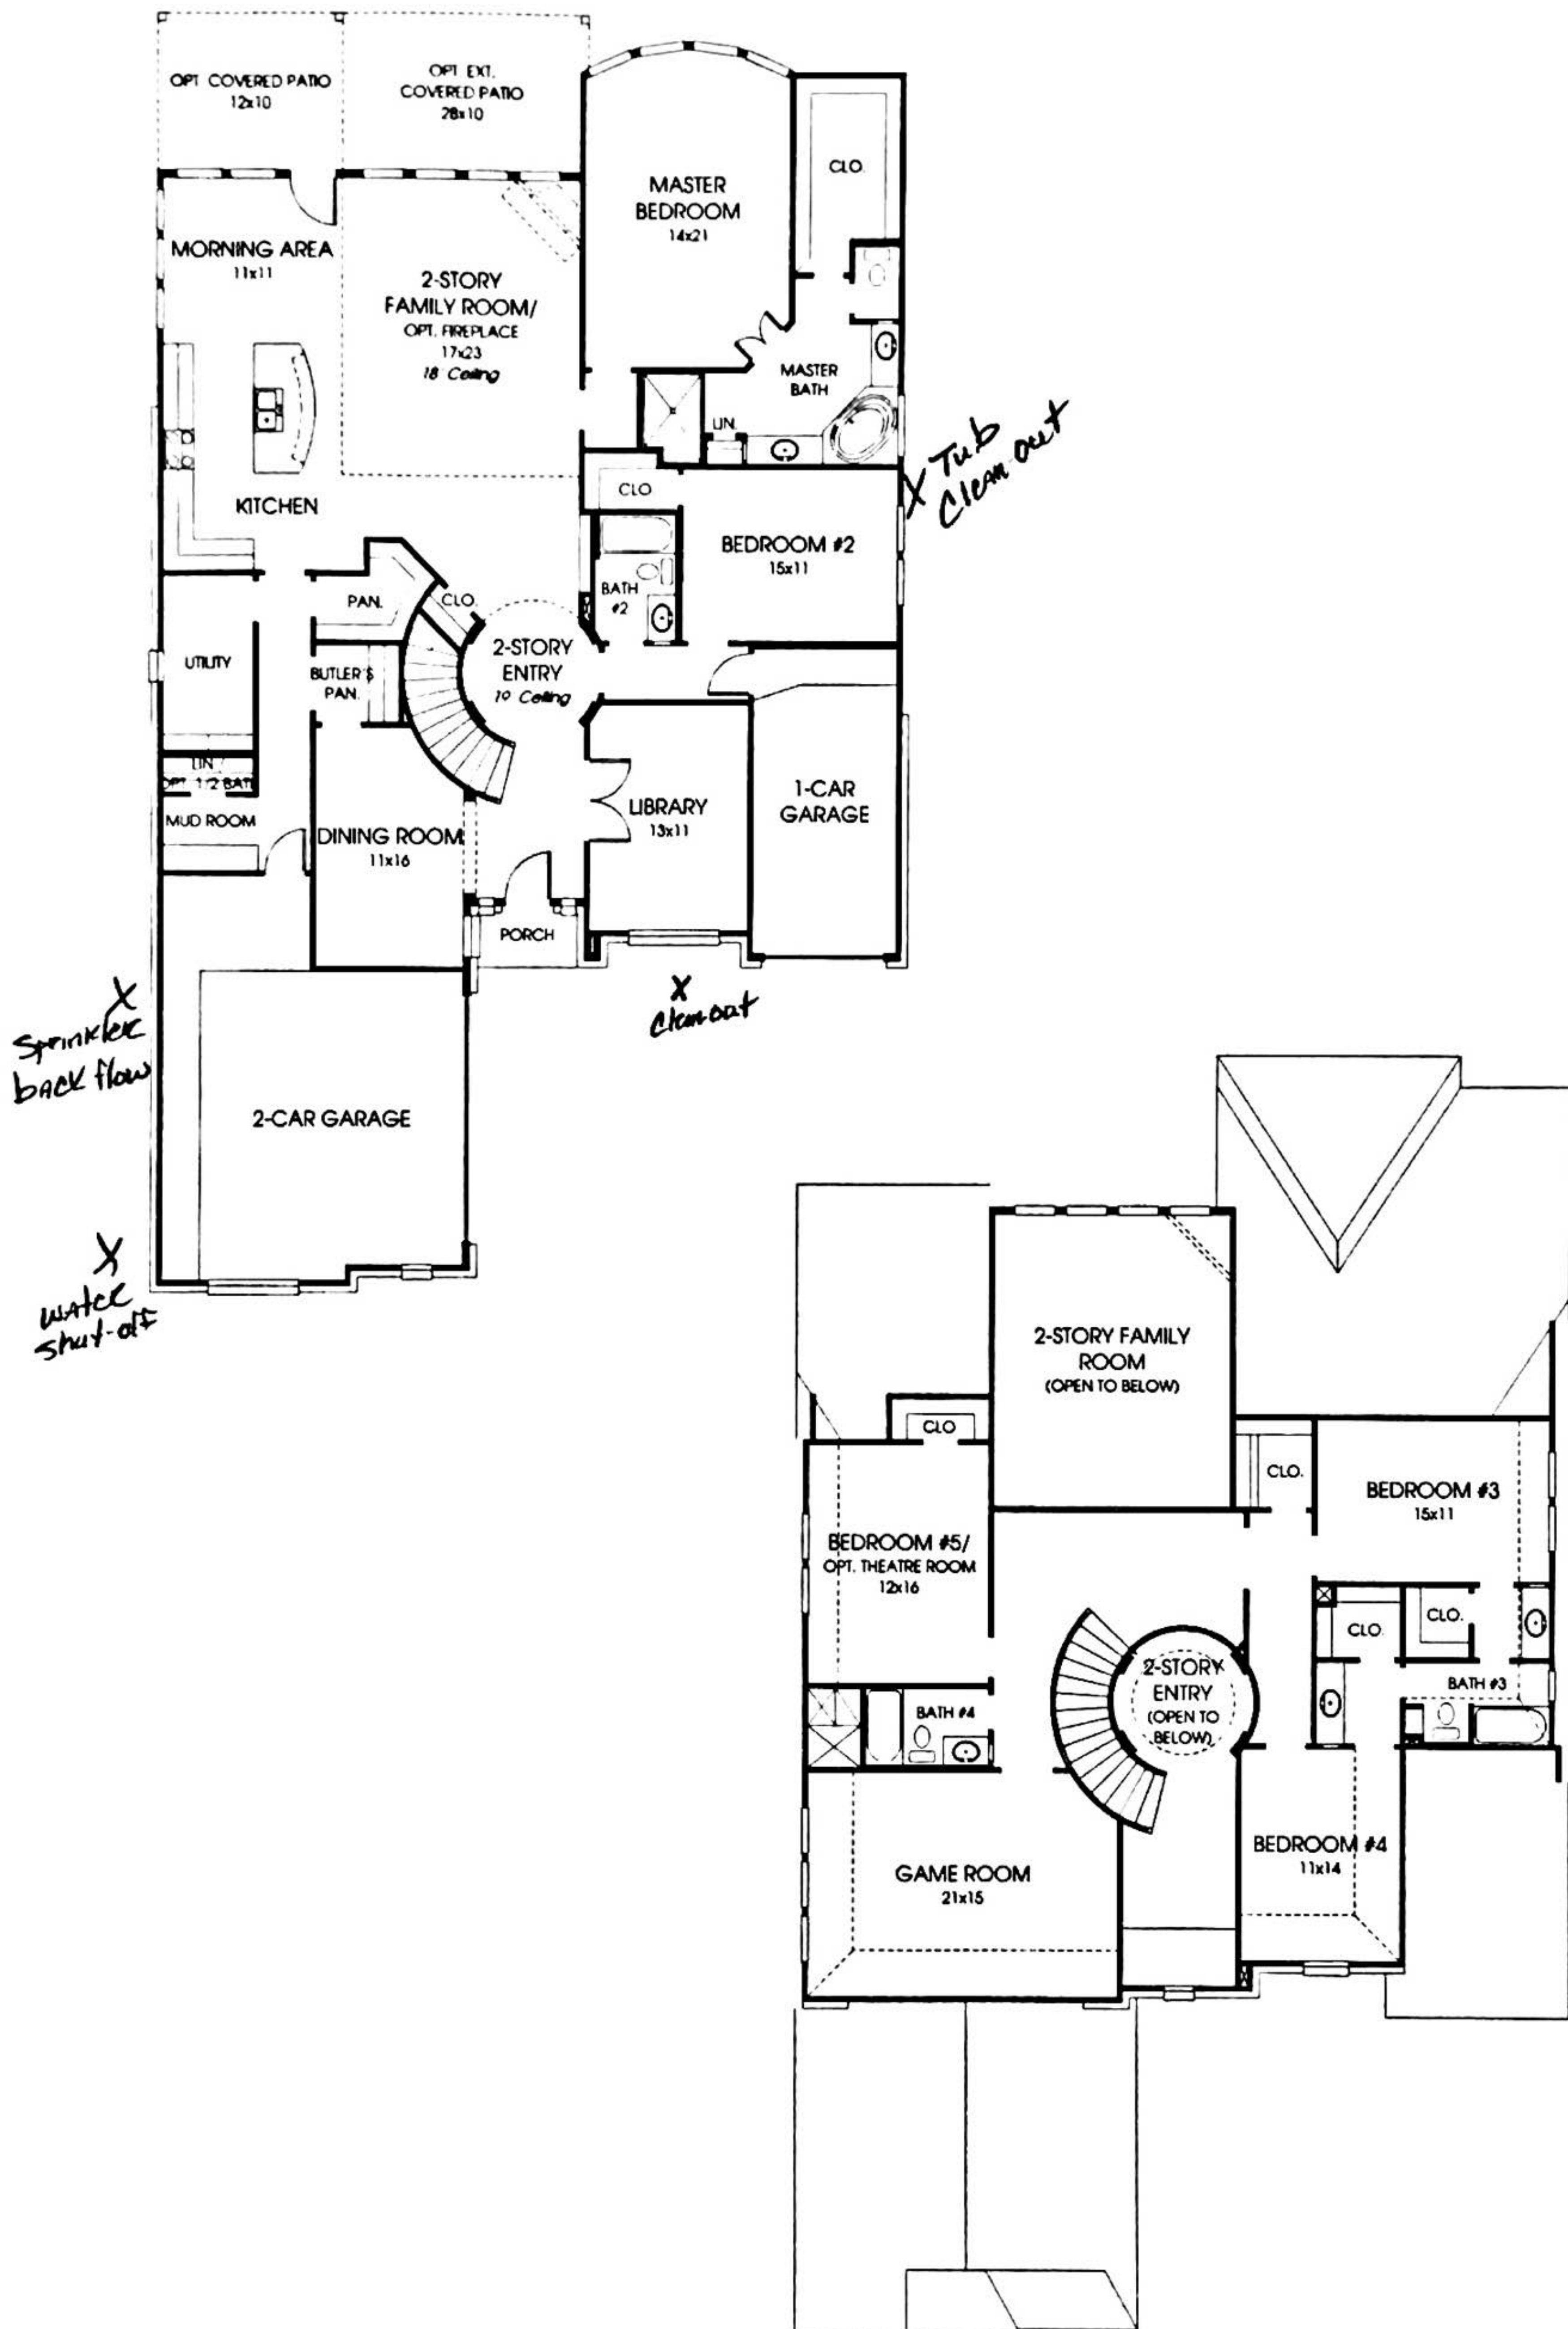 OPT. COVERED PATIO
12x10
OPT. EXT.
COVERED PATIO
28x10
MASTER
BEDROOM
14x21
CLO.
MORNING AREA
11x11
2-STORY
FAMILY ROOM/
OPT. FIREPLACE
17x23
18' Ceiling
MASTER
BATH
LIN.
X Tub
Clean out
KITCHEN
CLO
BEDROOM #2
15x11
BATH
#2
PAN.
CLO.
2-STORY
ENTRY
19' Ceiling
UTILITY
BUTLER'S
PAN.
LIN
OPT. 1/2 BATH
MUD ROOM
DINING ROOM
11x16
LIBRARY
13x11
1-CAR
GARAGE
PORCH
X
Sprinkler
back flow
X
Clean out
2-CAR GARAGE
X
water
shut-off
2-STORY FAMILY
ROOM
(OPEN TO BELOW)
CLO
CLO.
BEDROOM #3
15x11
BEDROOM #5/
OPT. THEATRE ROOM
12x16
CLO.
CLO.
2-STORY
ENTRY
(OPEN TO
BELOW)
BATH #3
BATH #4
BEDROOM #4
11x14
GAME ROOM
21x15